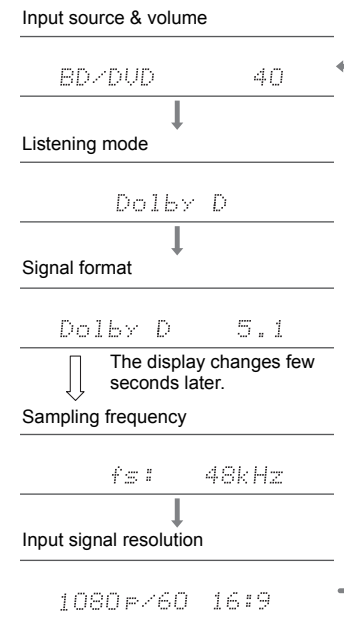 Input source & volume
BD/DVD 40
Listening mode
Dolby D
Signal format
Dolby D 5.1
The display changes few
seconds later.
Sampling frequency
fs: 48kHz
Input signal resolution
1080p/60 16:9